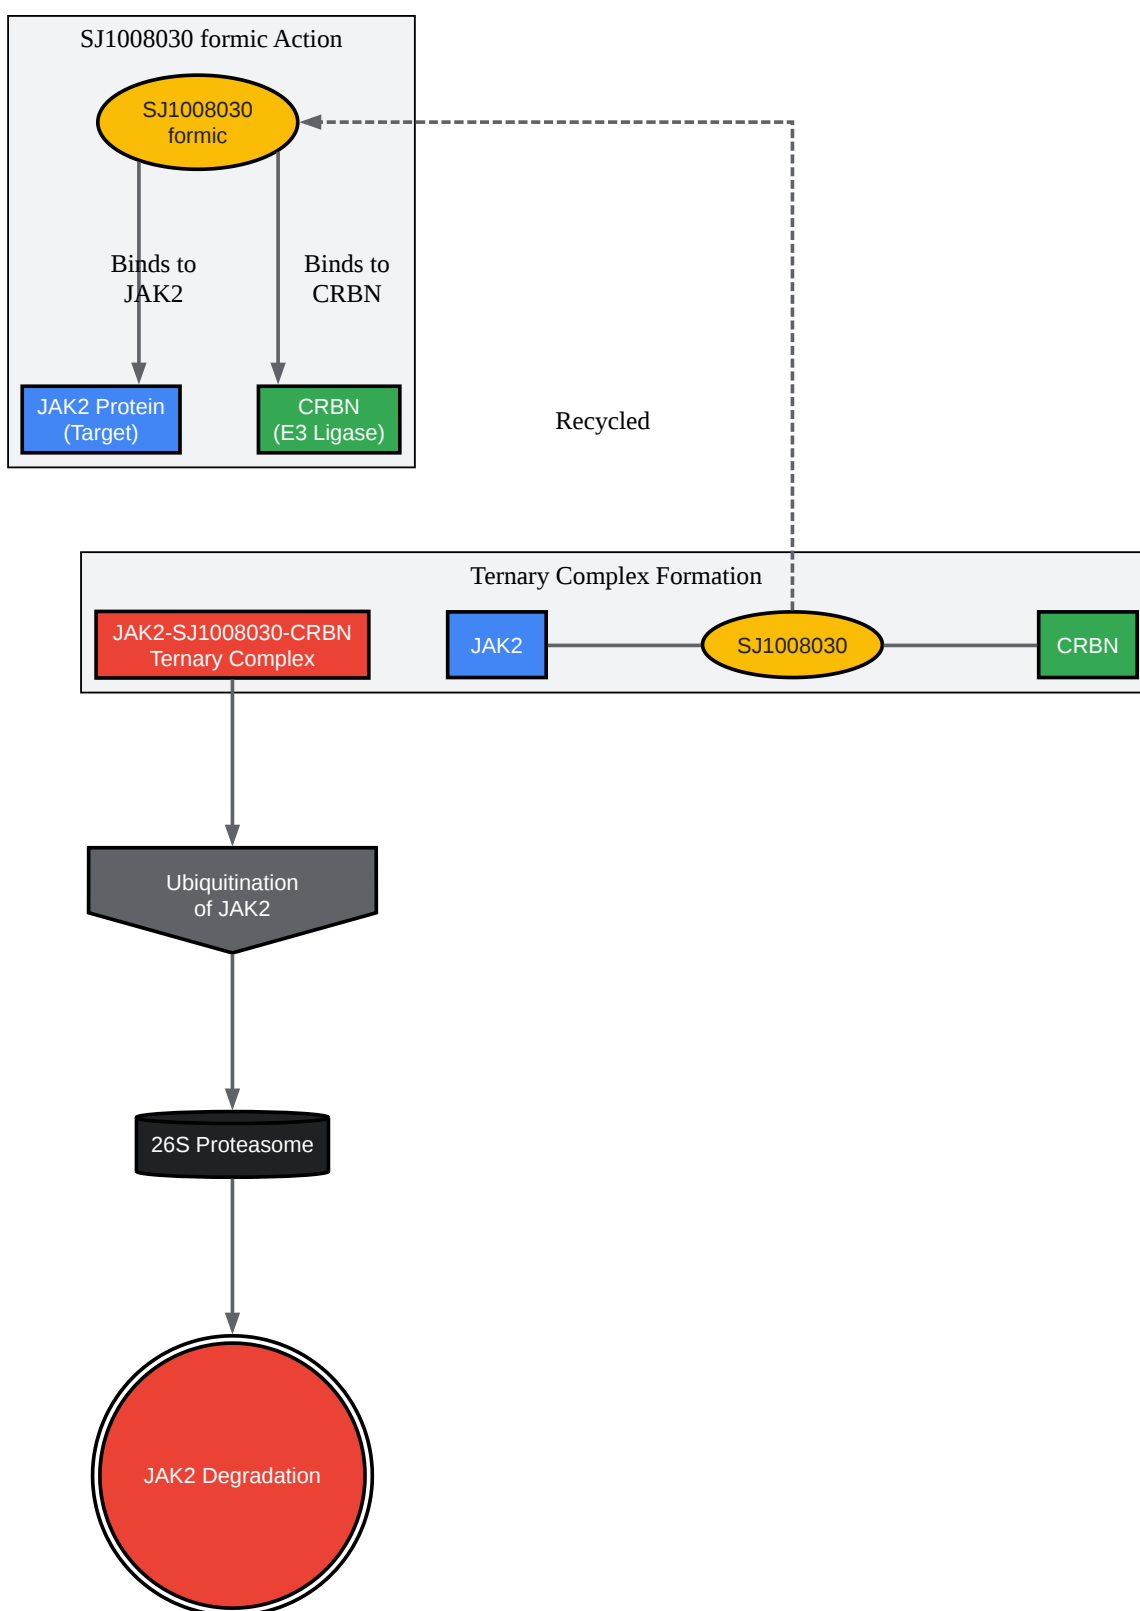 SJ1008030 formic Action
SJ1008030
formic
Binds to
JAK2
Binds to
CRBN
JAK2 Protein
(Target)
CRBN
(E3 Ligase)
Recycled
Ternary Complex Formation
JAK2-SJ1008030-CRBN
Ternary Complex
JAK2
SJ1008030
CRBN
Ubiquitination
of JAK2
26S Proteasome
JAK2 Degradation